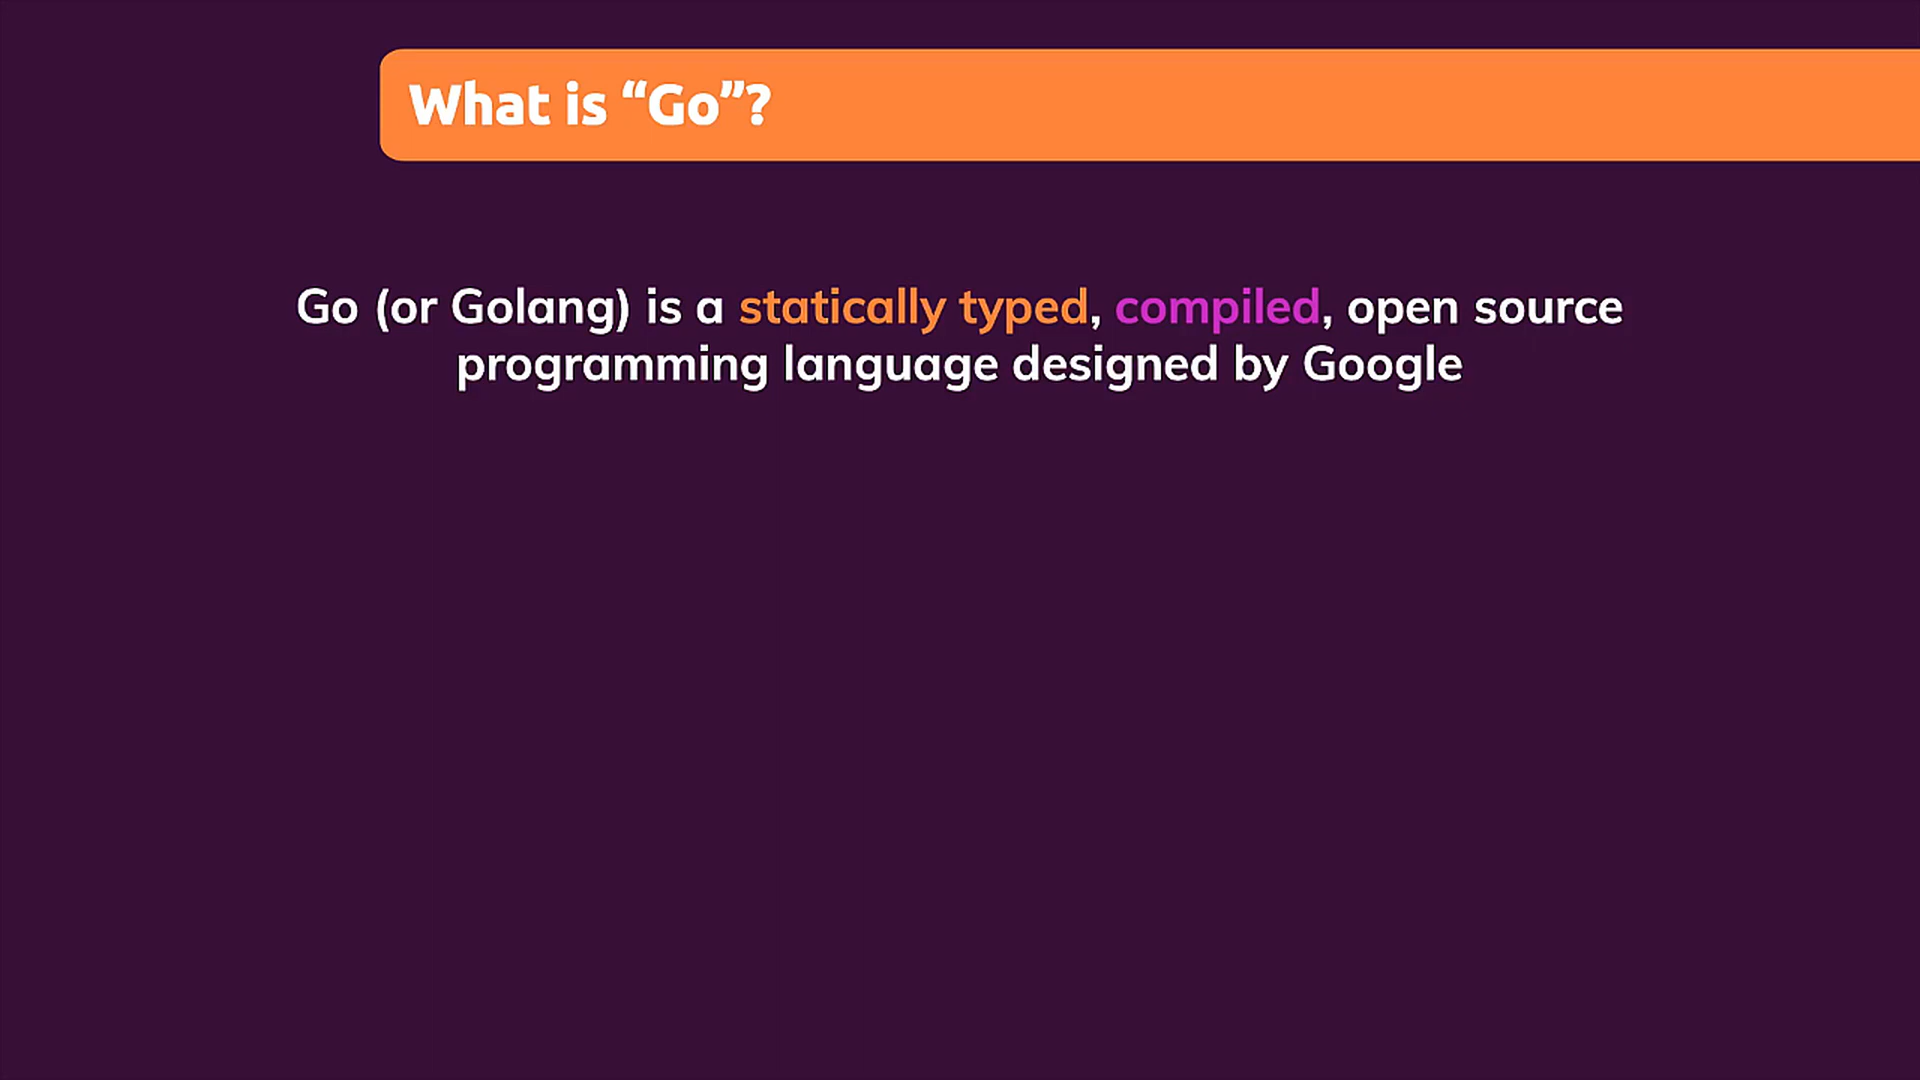 What is “Go”?
Go (or Golang) is a statically typed, compiled, open source
programming language designed by Google